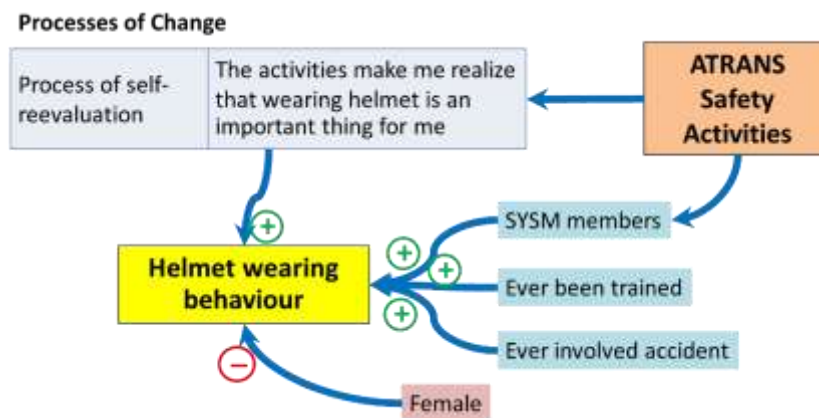 Processes of Change
Process of self-
reevaluation
The activities make me realize
that wearing helmet is an
important thing for me
ATRANS
Safety
Activities
SYSM members
Helmet wearing
behaviour
Ever been trained
Ever involved accident
Female